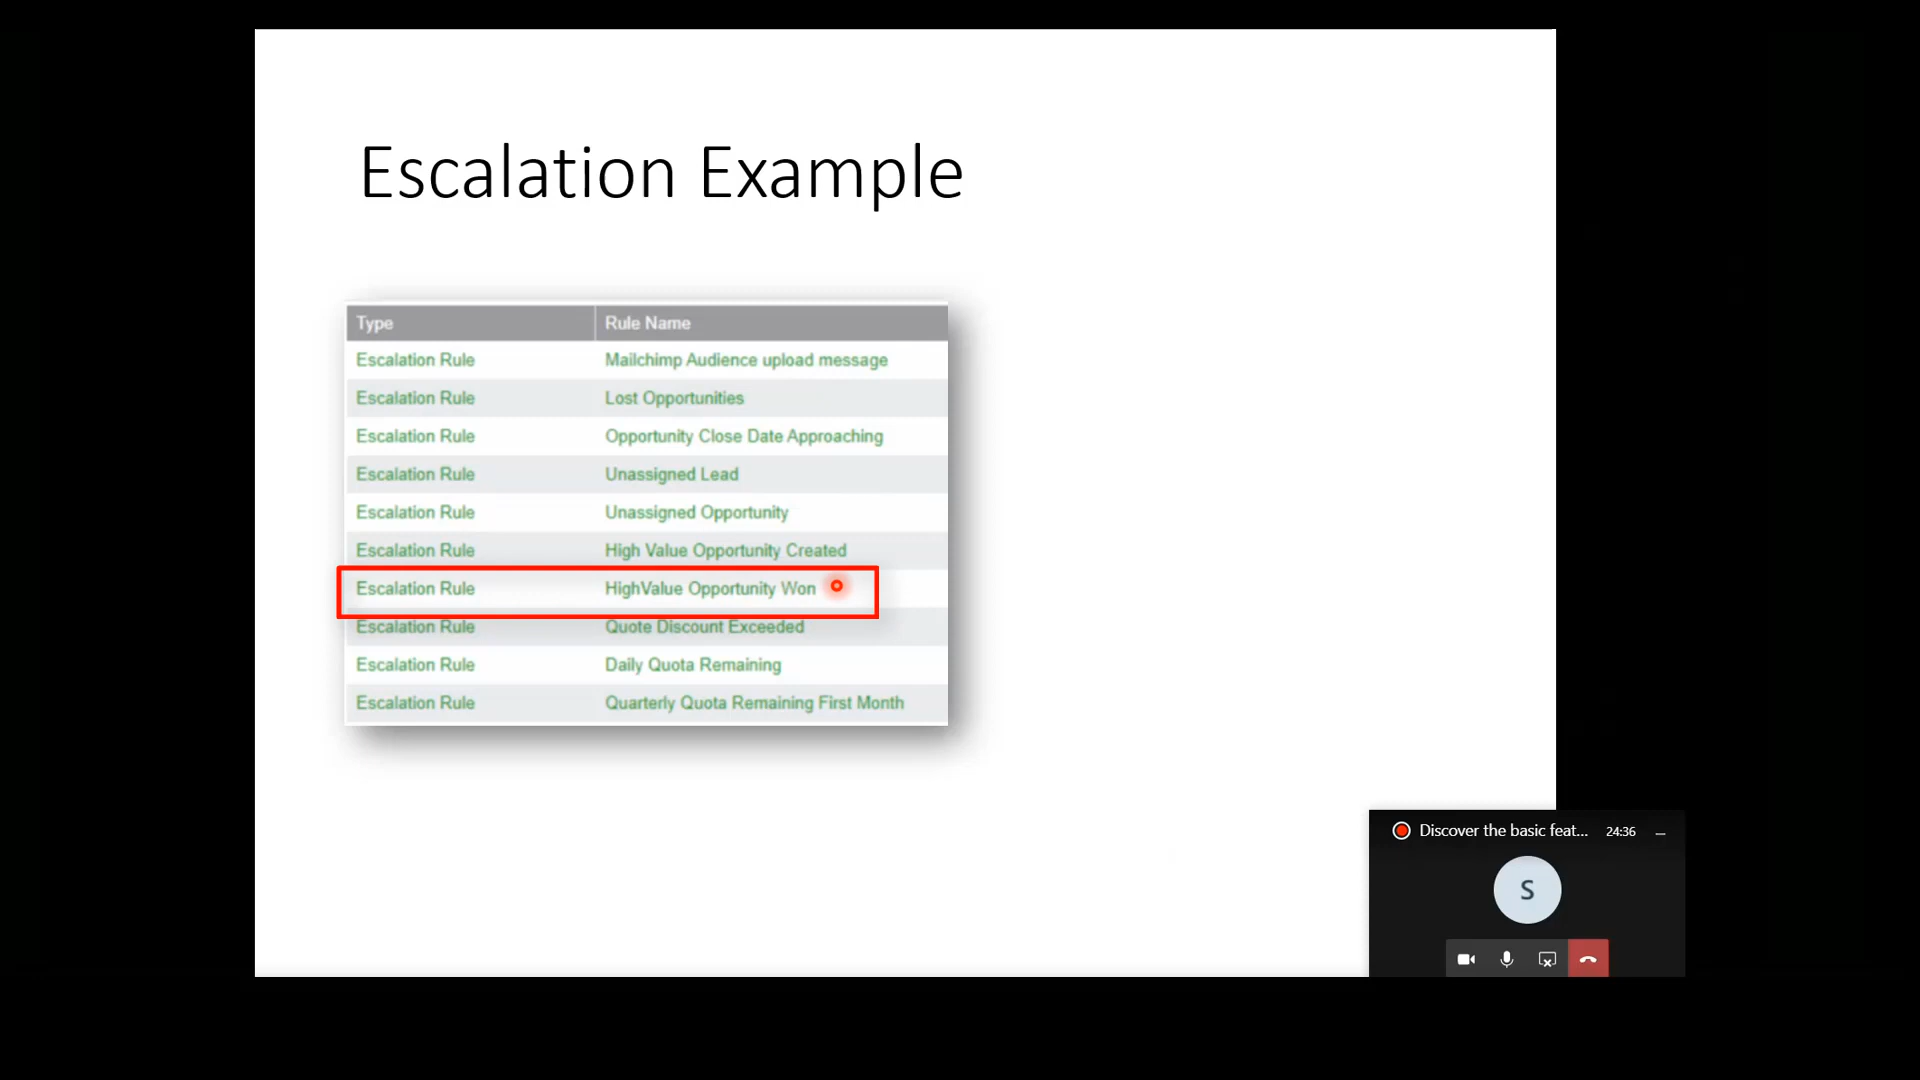 Escalation Example
Type Rule Name
Escalation Rule Mailchimp Audience upload message
Escalation Rule Lost Opportunities
Escalation Rule Opportunity Close Date Approaching
Escalation Rule Unassigned Lead
Escalation Rule Unassigned Opportunity
Escalation Rule High Value Opportunity Created
Escalation Rule HighValue Opportunity Won
Escalation Rule Quote Discount Exceeded
Escalation Rule Daily Quota Remaining
Escalation Rule Quarterly Quota Remaining First Month
Discover the basic feat... 24:36
S